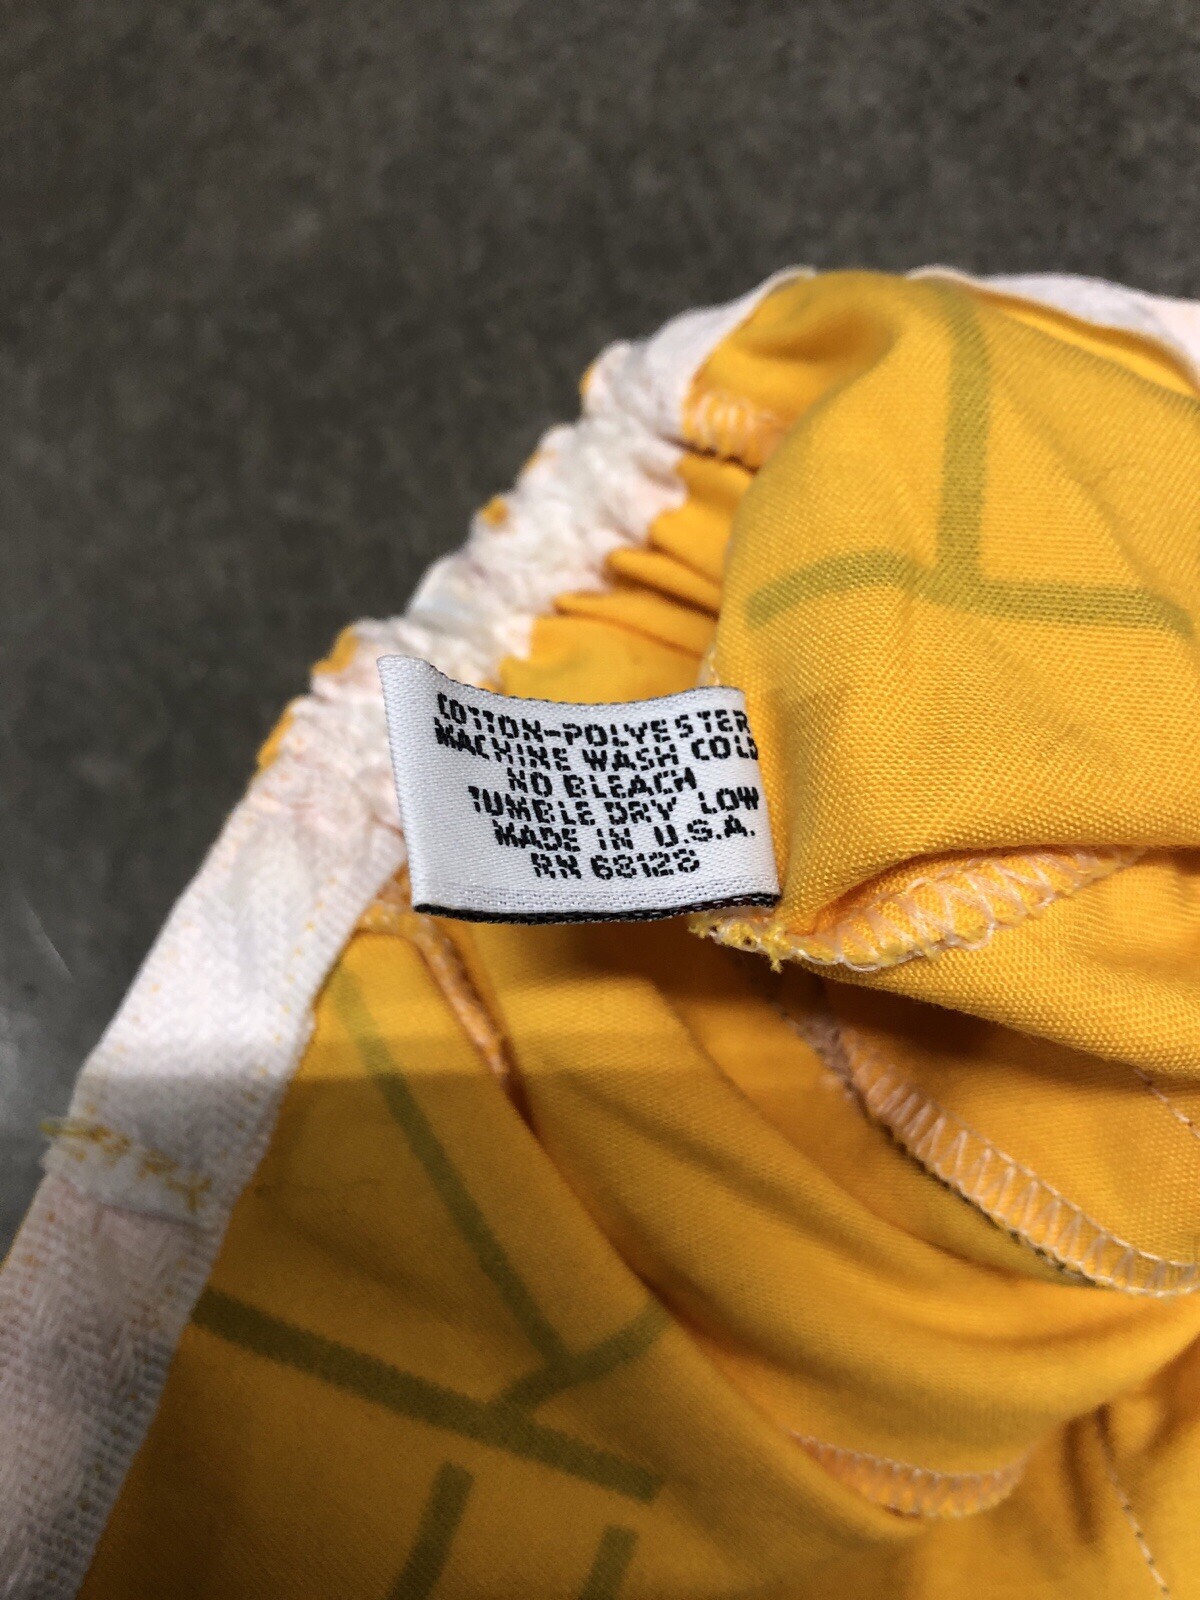 COTTON-POLYESTER
MACHINE WASH COLD
NO BLEACH
TUMBLE DRY LOW
MADE IN U.S.A.
RN 68128